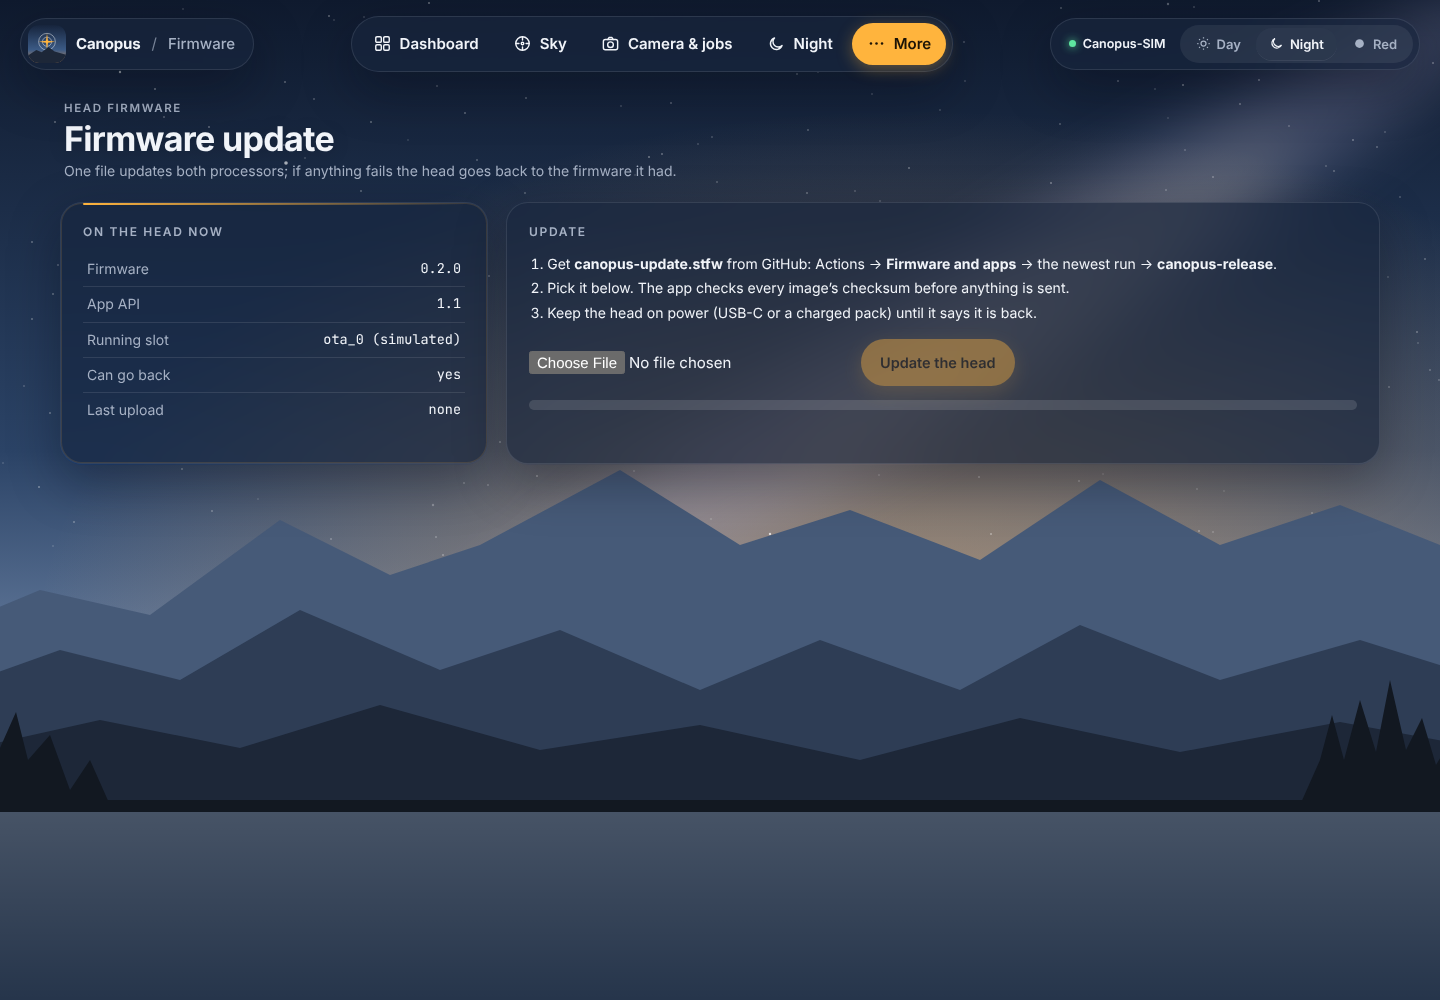 Canopus / Firmware
Dashboard
Sky
Camera & jobs
Night
More
Canopus-SIM
Day
Night
Red
HEAD FIRMWARE
Firmware update
One file updates both processors; if anything fails the head goes back to the firmware it had.
ON THE HEAD NOW
Firmware 0.2.0
App API 1.1
Running slot ota_0 (simulated)
Can go back yes
Last upload none
UPDATE
1. Get canopus-update.stfw from GitHub: Actions → Firmware and apps → the newest run → canopus-release.
2. Pick it below. The app checks every image’s checksum before anything is sent.
3. Keep the head on power (USB-C or a charged pack) until it says it is back.
Choose File No file chosen
Update the head